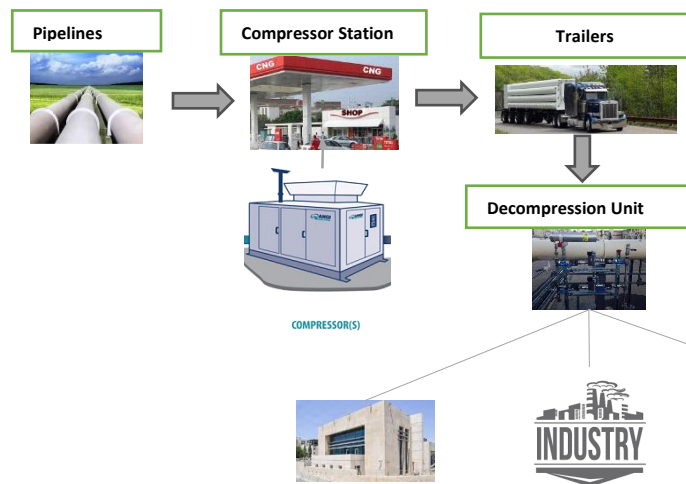 Pipelines
Compressor Station
Trailers
CNG
CNG
SHOP
Decompression Unit
COMPRESSOR(S)
INDUSTRY